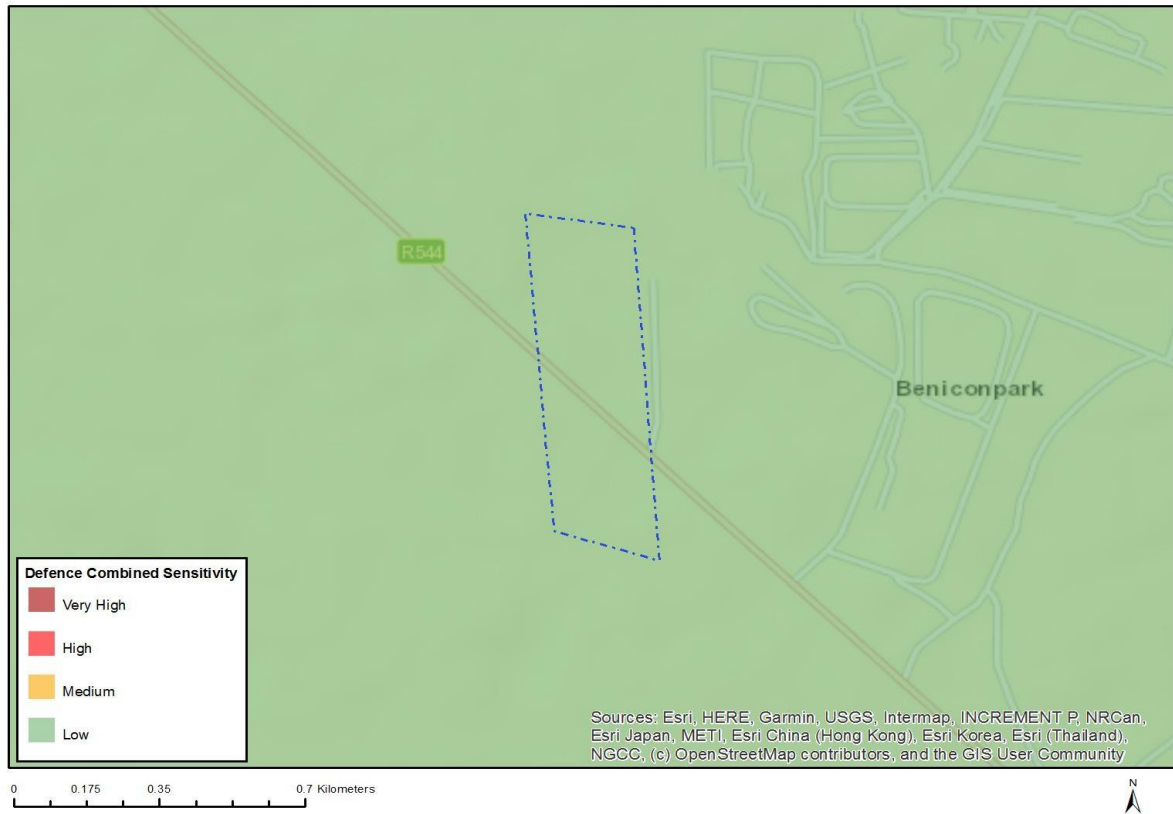 R544
Beniconpark
Defence Combined Sensitivity
Very High
High
Medium
Low
Sources: Esri, HERE, Garmin, USGS, Intermap, INCREMENT P, NRCan,
Esri Japan, METI, Esri China (Hong Kong), Esri Korea, Esri (Thailand),
NGCC, (c) OpenStreetMap contributors, and the GIS User Community
0 0.175 0.35 0.7 Kilometers
N